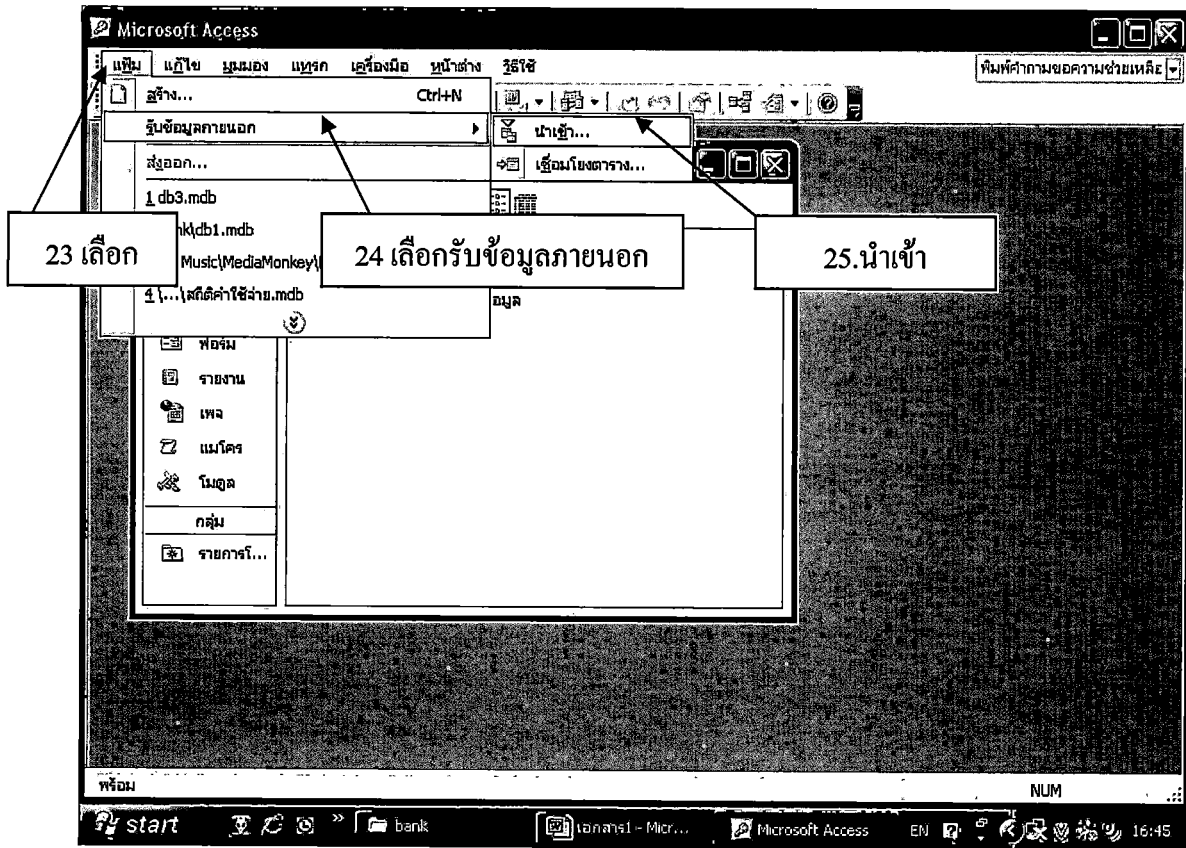 Microsoft Access
แฟ้ม แก้ไข มุมมอง แทรก เครื่องมือ หน้าต่าง วิธีใช้ พิมพ์คำถามขอความช่วยเหลือ
สร้าง... Ctrl+N
รับข้อมูลภายนอก
นำเข้า...
ส่งออก...
เชื่อมโยงตาราง...
1 db3.mdb
nk\db1.mdb
Music\MediaMonkey\
4 \...\สถิติค่าใช้จ่าย.mdb
อมูล
23 เลือก
24 เลือกรับข้อมูลภายนอก
25.นำเข้า
ฟอร์ม
รายงาน
เพจ
แมโคร
โมดูล
กลุ่ม
รายการโ...
พร้อม NUM
start bank เอกสาร1 - Micr... Microsoft Access EN 16:45